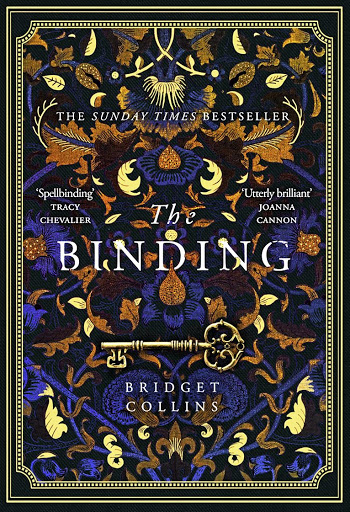 THE SUNDAY TIMES BESTSELLER
‘Spellbinding’
TRACY
CHEVALIER
‘Utterly brilliant’
JOANNA
CANNON
The
BINDING
BRIDGET
COLLINS